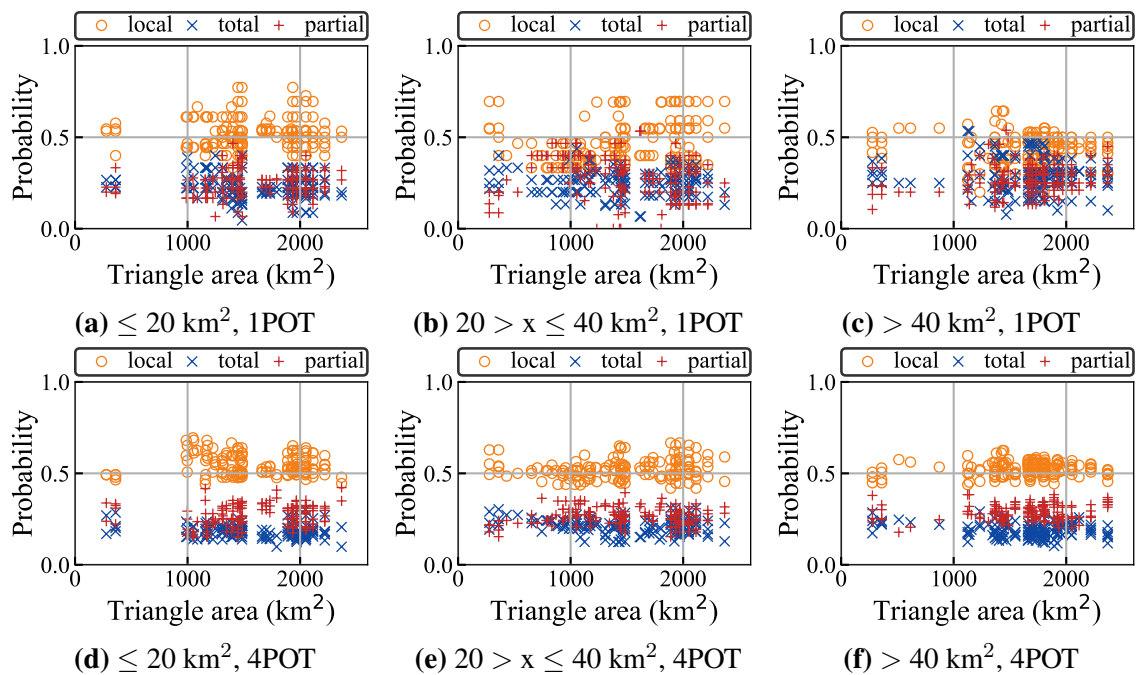 local total partial local total partial local total partial
1.0 1.0 1.0
Probability Probability Probability
0.5 0.5 0.5
0.0 0.0 0.0
0 1000 2000 0 1000 2000 0 1000 2000
Triangle area (km²) Triangle area (km²) Triangle area (km²)
(a) ≤ 20 km², 1POT (b) 20 > x ≤ 40 km², 1POT (c) > 40 km², 1POT
local total partial local total partial local total partial
1.0 1.0 1.0
Probability Probability Probability
0.5 0.5 0.5
0.0 0.0 0.0
0 1000 2000 0 1000 2000 0 1000 2000
Triangle area (km²) Triangle area (km²) Triangle area (km²)
(d) ≤ 20 km², 4POT (e) 20 > x ≤ 40 km², 4POT (f) > 40 km², 4POT